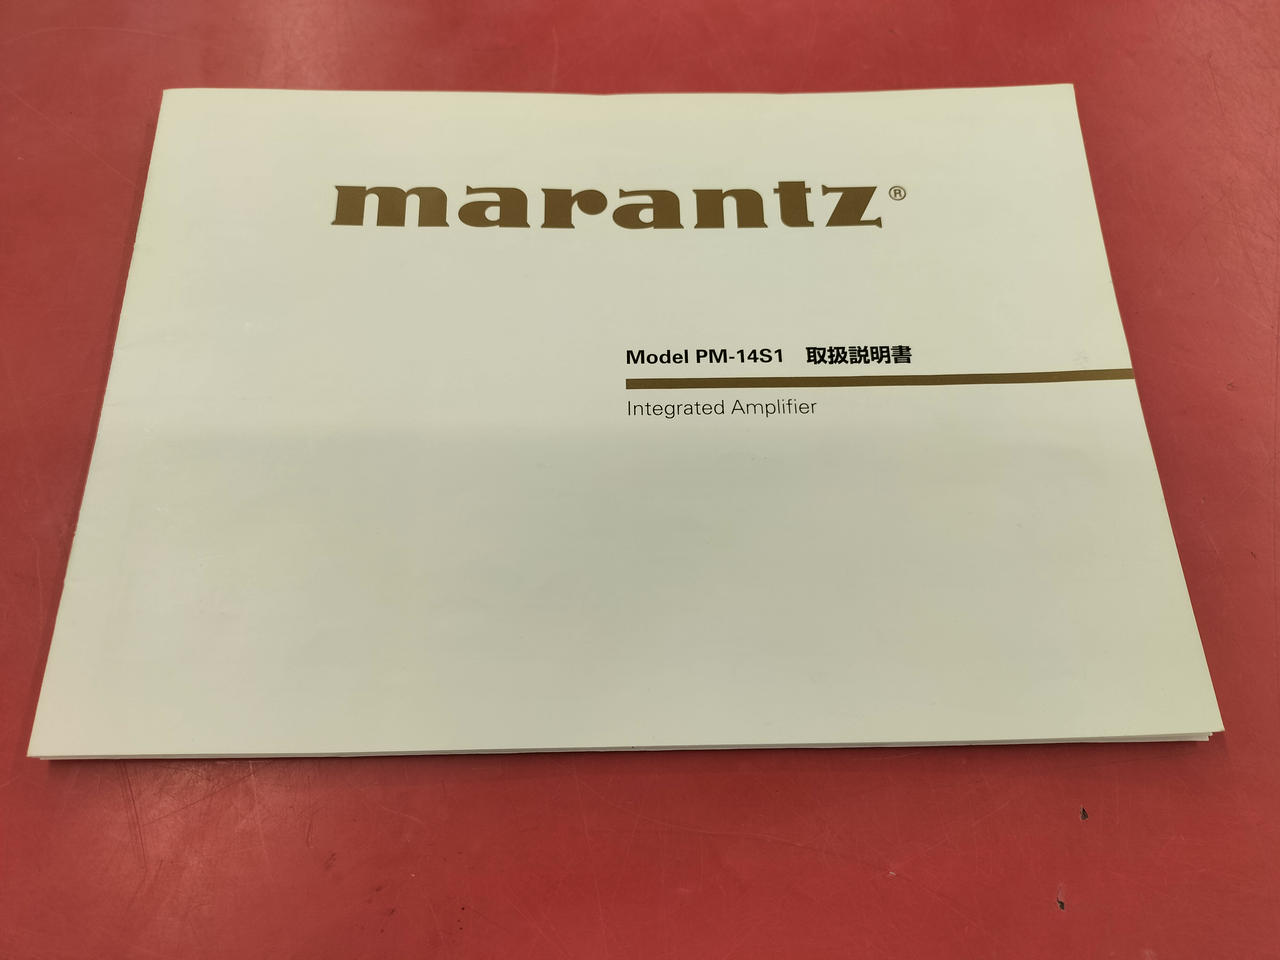 marantz®
Model PM-14S1 取扱説明書
Integrated Amplifier